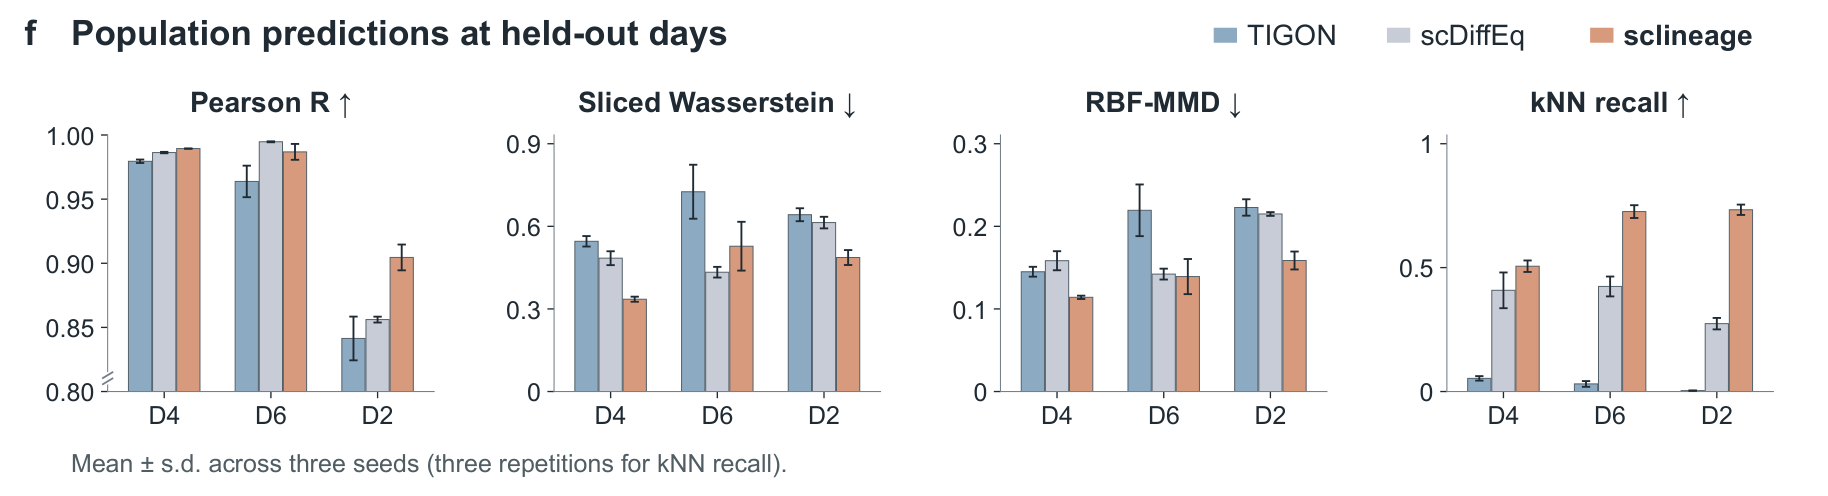 f Population predictions at held-out days
TIGON scDiffEq sclineage
Pearson R ↑
1.00
0.95
0.90
0.85
0.80
D4 D6 D2
Sliced Wasserstein ↓
0.9
0.6
0.3
0
D4 D6 D2
RBF-MMD ↓
0.3
0.2
0.1
0
D4 D6 D2
kNN recall ↑
1
0.5
0
D4 D6 D2
Mean ± s.d. across three seeds (three repetitions for kNN recall).